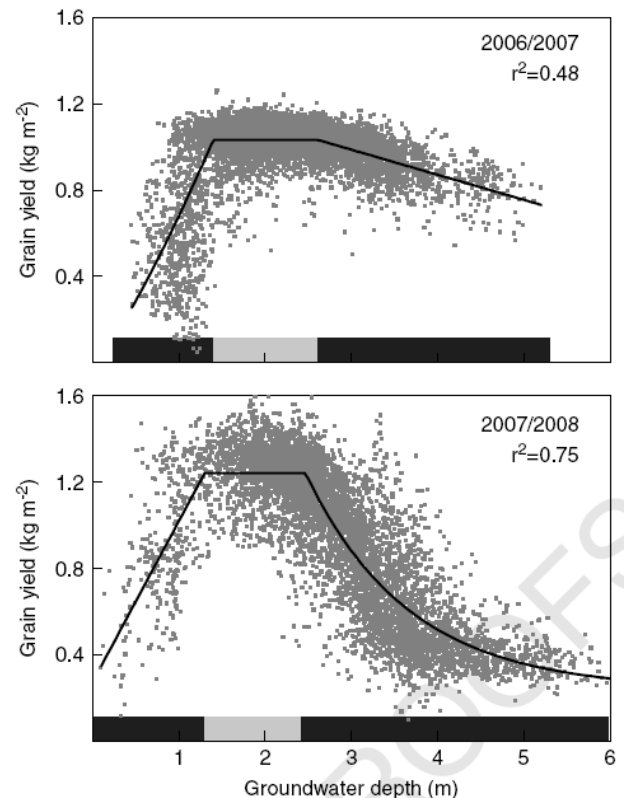 1.6
1.2
0.8
0.4
Grain yield (kg m⁻²)
2006/2007
r²=0.48
1.6
1.2
0.8
0.4
Grain yield (kg m⁻²)
2007/2008
r²=0.75
1 2 3 4 5 6
Groundwater depth (m)